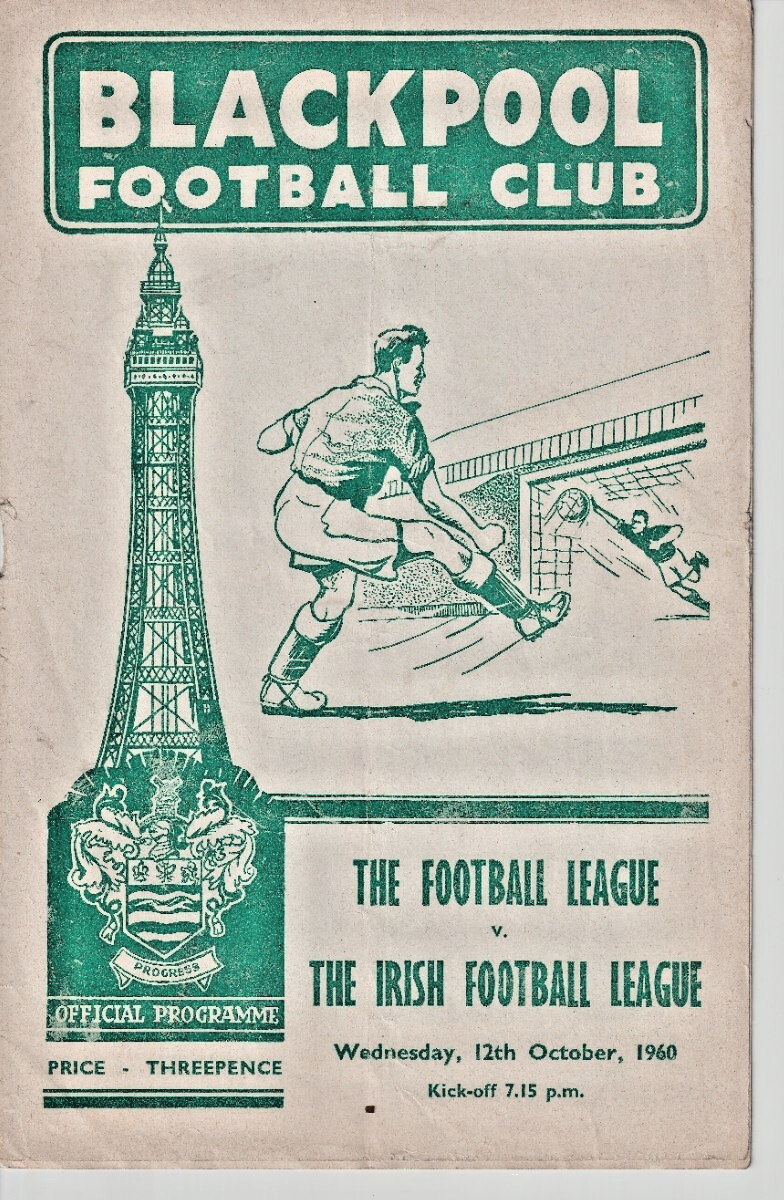 BLACKPOOL
FOOTBALL CLUB
PROGRESS
OFFICIAL PROGRAMME
PRICE - THREEPENCE
THE FOOTBALL LEAGUE
v.
THE IRISH FOOTBALL LEAGUE
Wednesday, 12th October, 1960
Kick-off 7.15 p.m.